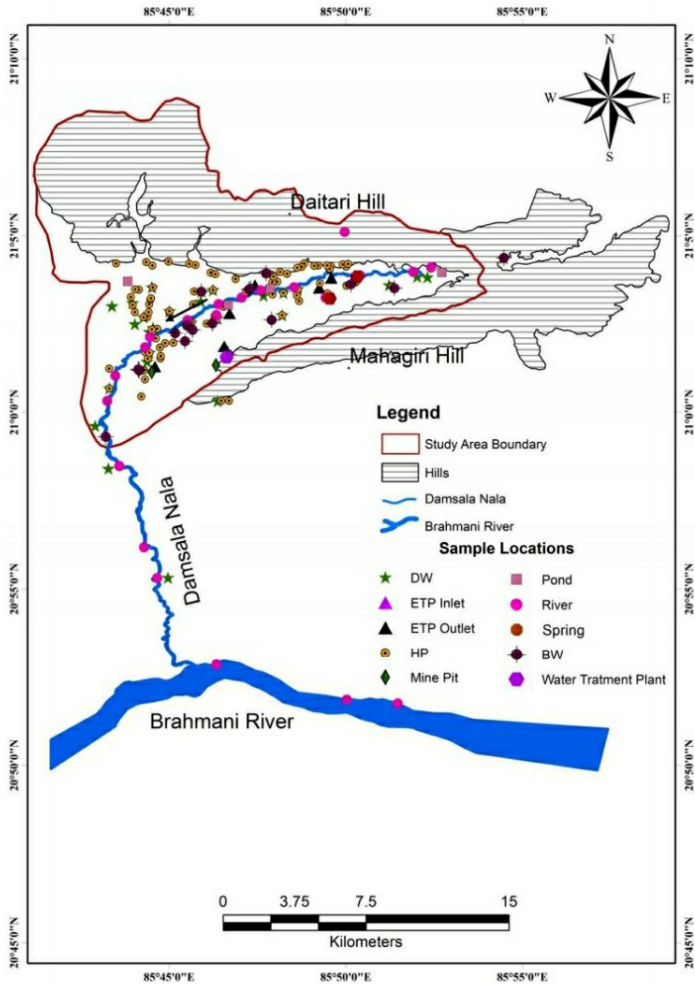 85°45'0"E 85°50'0"E 85°55'0"E
21°10'0"N 21°10'0"N
N
W E
S
Daitari Hill
21°5'0"N 21°5'0"N
Mahagiri Hill
21°0'0"N 21°0'0"N
Legend
Study Area Boundary
Hills
Damsala Nala
Brahmani River
Sample Locations
DW
ETP Inlet
ETP Outlet
HP
Mine Pit
Pond
River
Spring
BW
Water Tratment Plant
Damsala Nala
20°55'0"N 20°55'0"N
Brahmani River
20°50'0"N 20°50'0"N
0 3.75 7.5 15
Kilometers
20°45'0"N 20°45'0"N
85°45'0"E 85°50'0"E 85°55'0"E